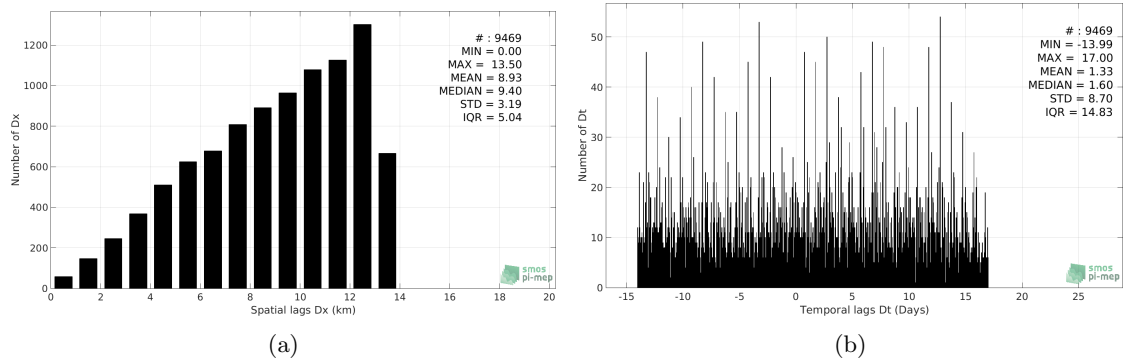 # : 9469
MIN = 0.00
MAX = 13.50
MEAN = 8.93
MEDIAN = 9.40
STD = 3.19
IQR = 5.04
Number of Dx
1200
1000
800
600
400
200
0
0 2 4 6 8 10 12 14 16 18 20
Spatial lags Dx (km)
smos
pi-mep
(a)
# : 9469
MIN = -13.99
MAX = 17.00
MEAN = 1.33
MEDIAN = 1.60
STD = 8.70
IQR = 14.83
Number of Dt
50
40
30
20
10
0
-15 -10 -5 0 5 10 15 20 25
Temporal lags Dt (Days)
smos
pi-mep
(b)